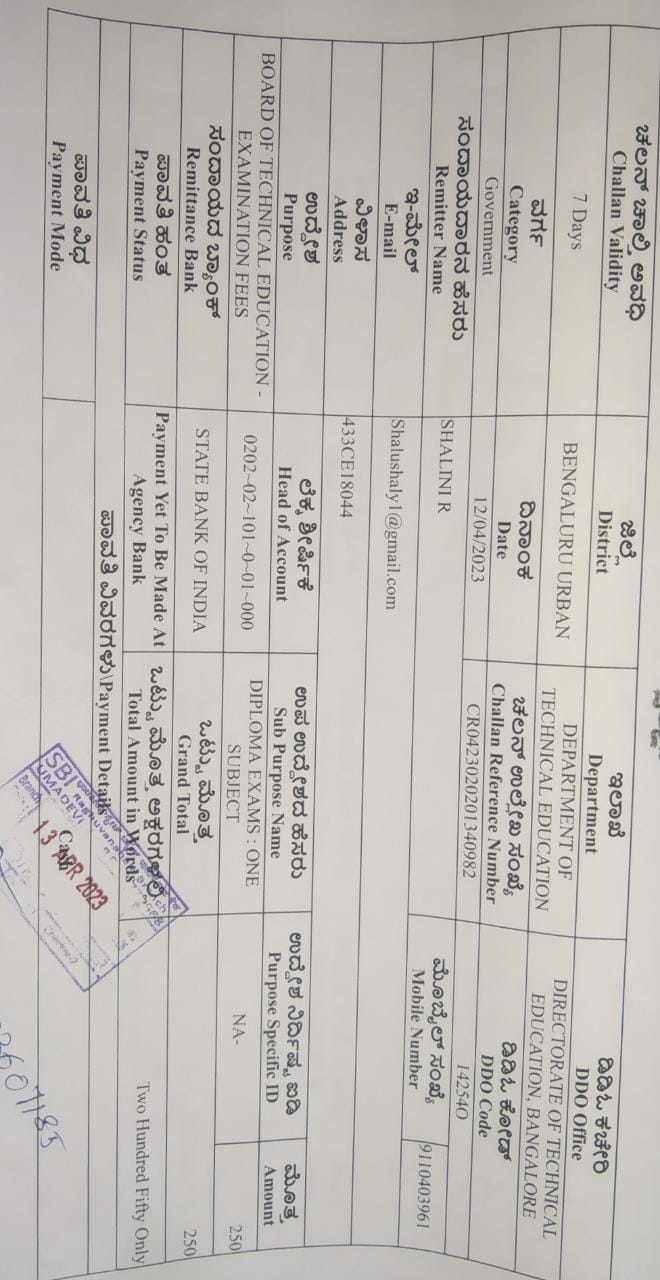 ಚಲನ್ ಚಾಲ್ತಿ ಅವಧಿ
Challan Validity
ಜಿಲ್ಲೆ
District
ಇಲಾಖೆ
Department
ಡಿಡಿಓ ಕಚೇರಿ
DDO Office
7 Days
BENGALURU URBAN
DEPARTMENT OF
TECHNICAL EDUCATION
DIRECTORATE OF TECHNICAL
EDUCATION, BANGALORE
ವರ್ಗ
Category
ದಿನಾಂಕ
Date
ಚಲನ್ ಉಲ್ಲೇಖ ಸಂಖ್ಯೆ
Challan Reference Number
ಡಿಡಿಓ ಕೋಡ್
DDO Code
Government
12/04/2023
CR0423020201340982
14254O
ಸಂದಾಯದಾರನ ಹೆಸರು
Remitter Name
SHALINI R
ಮೊಬೈಲ್ ಸಂಖ್ಯೆ
Mobile Number
9110403961
ಇ-ಮೇಲ್
E-mail
Shalushaly1@gmail.com
ವಿಳಾಸ
Address
433CE18044
ಉದ್ದೇಶ
Purpose
ಲೆಕ್ಕ ಶೀರ್ಷಿಕೆ
Head of Account
ಉಪ ಉದ್ದೇಶದ ಹೆಸರು
Sub Purpose Name
ಉದ್ದೇಶ ನಿರ್ದಿಷ್ಟ ಐಡಿ
Purpose Specific ID
ಮೊತ್ತ
Amount
BOARD OF TECHNICAL EDUCATION -
EXAMINATION FEES
0202~02~101~0~01~000
DIPLOMA EXAMS : ONE
SUBJECT
NA-
250
ಸಂದಾಯದ ಬ್ಯಾಂಕ್
Remittance Bank
STATE BANK OF INDIA
ಒಟ್ಟು ಮೊತ್ತ
Grand Total
250
ಪಾವತಿ ಹಂತ
Payment Status
Payment Yet To Be Made At
Agency Bank
ಒಟ್ಟು ಮೊತ್ತ ಅಕ್ಷರಗಳಲ್ಲಿ
Total Amount in Words
Two Hundred Fifty Only
ಪಾವತಿ ವಿವರಗಳು\Payment Details
ಪಾವತಿ ವಿಧ
Payment Mode
Cash
SBI
UMADEVI
Branch
13 APR 2023